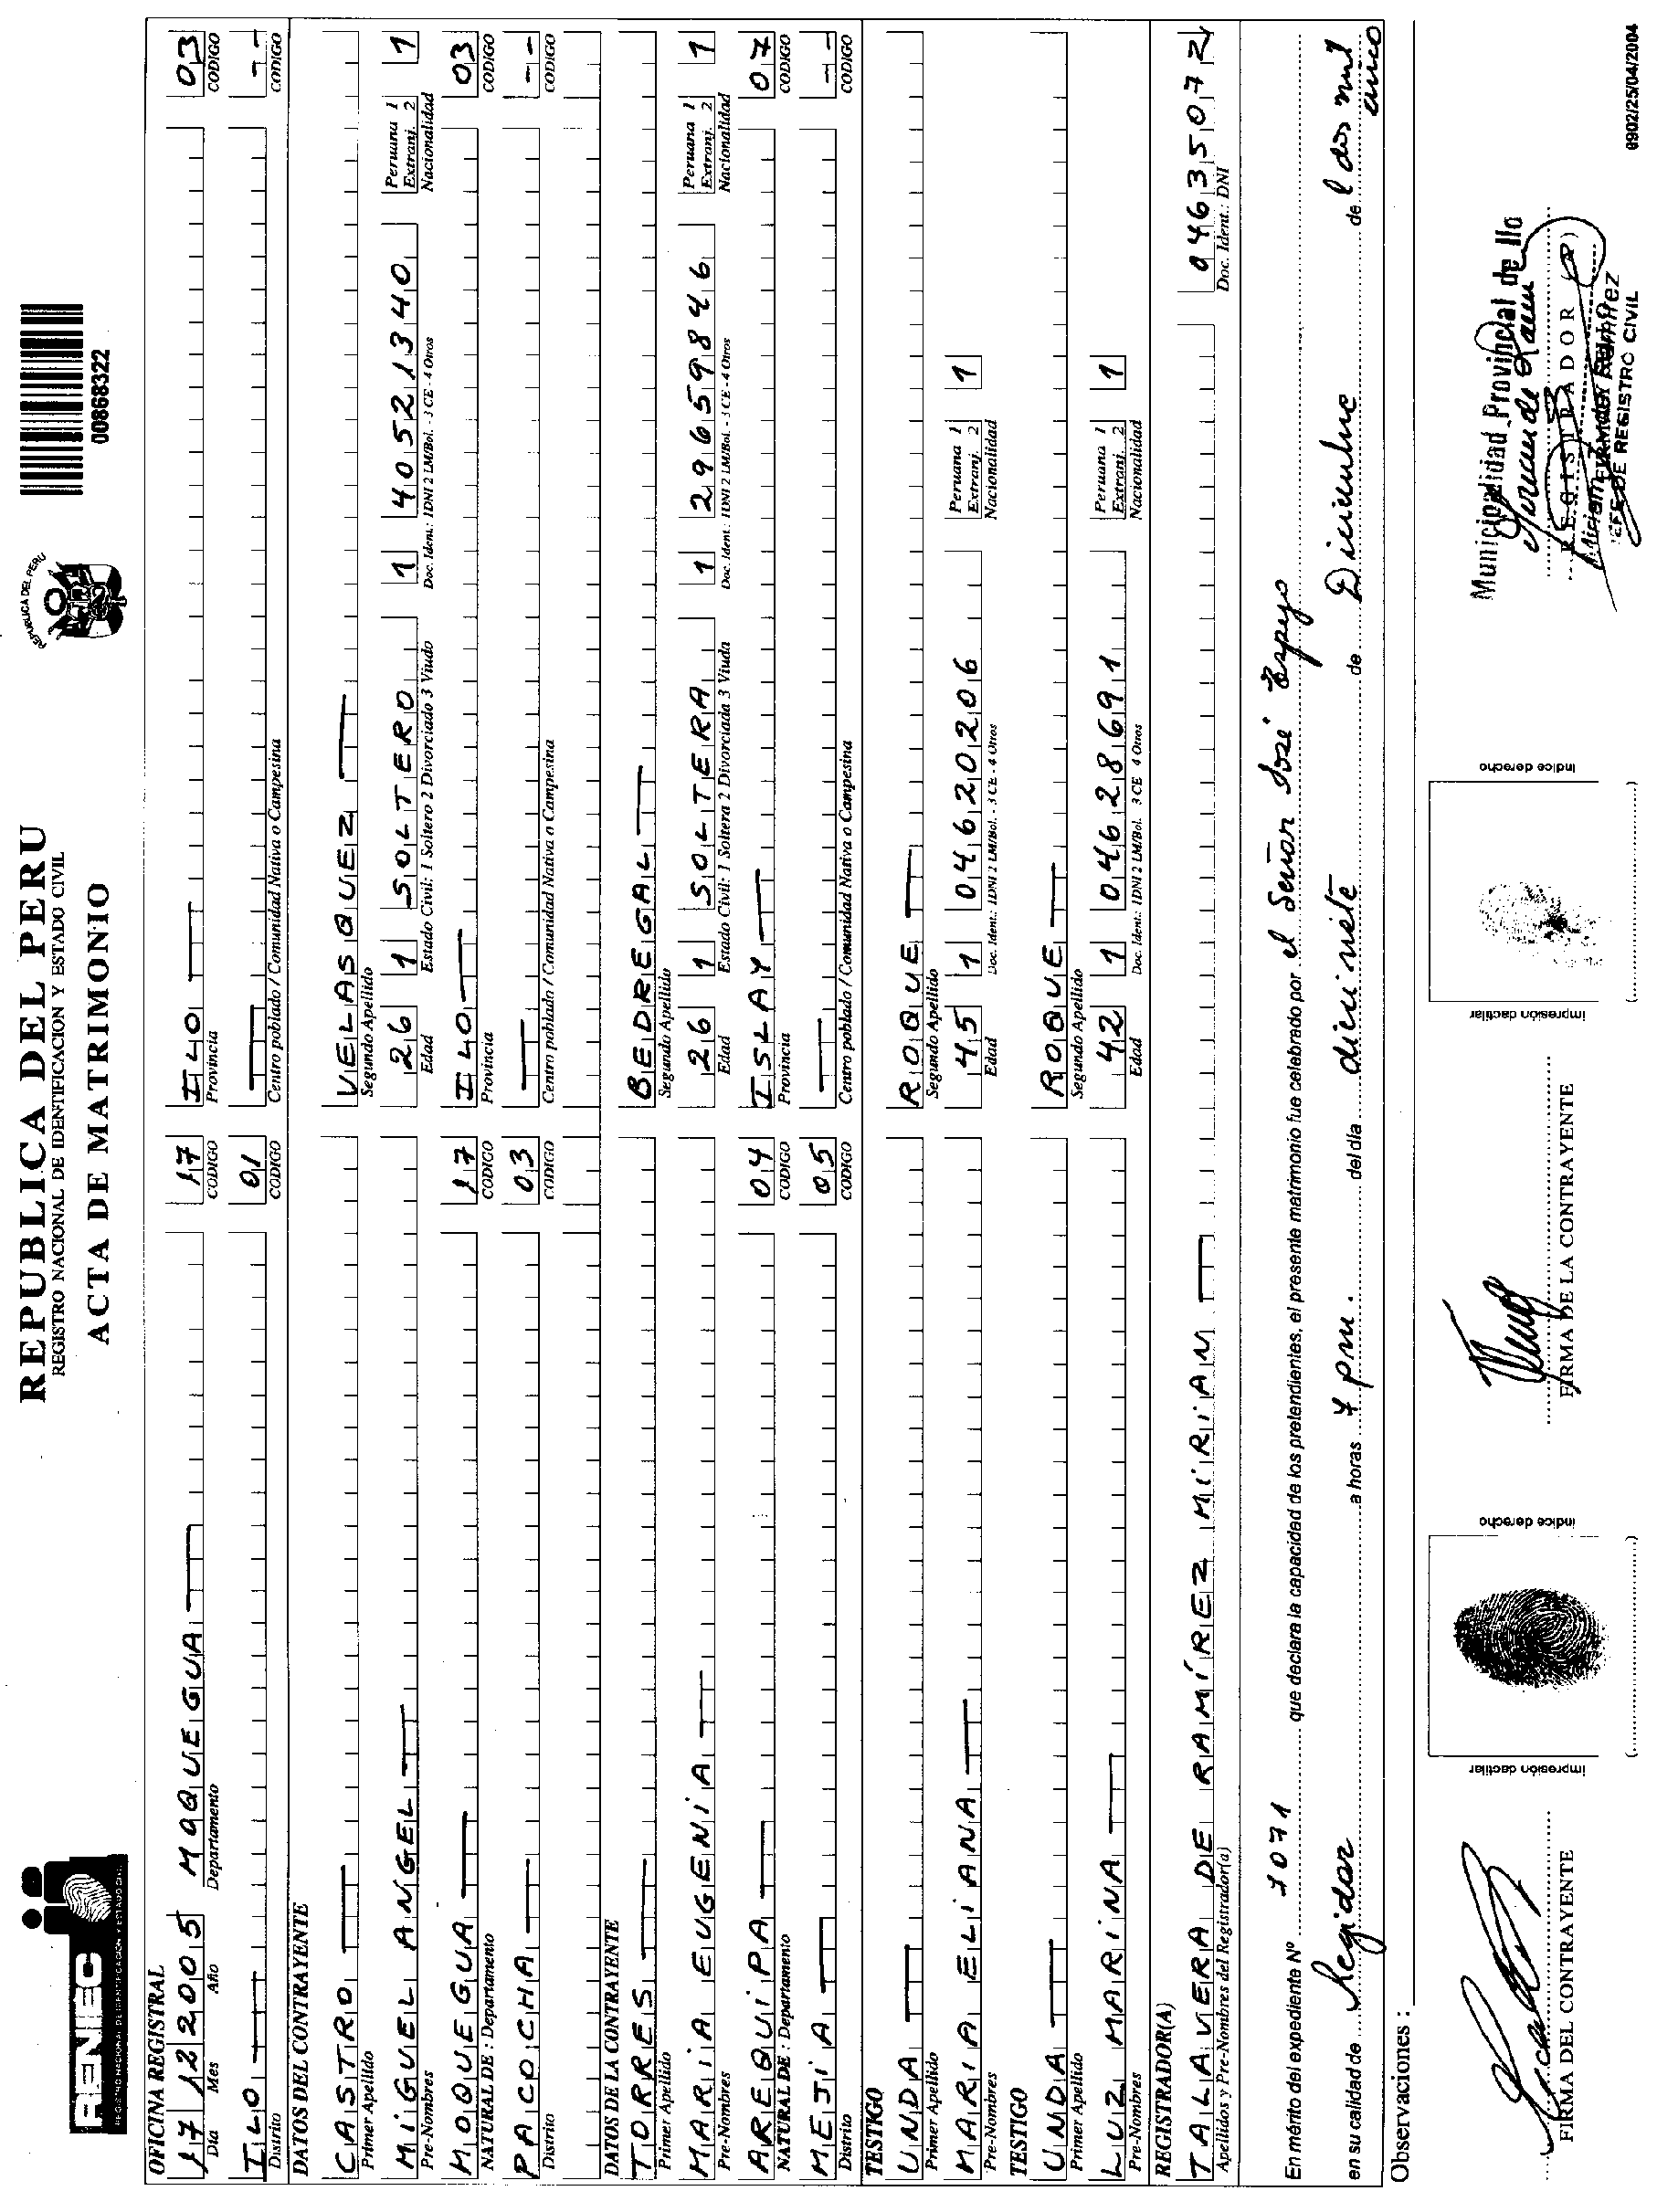 RENIEC
REGISTRO NACIONAL DE IDENTIFICACION Y ESTADO CIVIL
REPUBLICA DEL PERU
REGISTRO NACIONAL DE IDENTIFICACION Y ESTADO CIVIL
ACTA DE MATRIMONIO
REPUBLICA DEL PERU
00868322
OFICINA REGISTRAL
17 12 2005 MOQUEGUA 17 ILO 03
Día Mes Año Departamento CODIGO Provincia CODIGO
ILO 01 --
Distrito CODIGO Centro poblado / Comunidad Nativa o Campesina CODIGO
DATOS DEL CONTRAYENTE
CASTRO VELASQUEZ
Primer Apellido Segundo Apellido
MIGUEL ANGEL 26 1 SOLTERO 1 40521340 Peruana 1 Extranj. 2 1
Pre-Nombres Edad Estado Civil: 1 Soltero 2 Divorciado 3 Viudo Doc. Ident.: 1DNI 2 LM/Bol. - 3 CE - 4 Otros Nacionalidad
MOQUEGUA 17 ILO 03
NATURAL DE : Departamento CODIGO Provincia CODIGO
PACOCHA 03 --
Distrito CODIGO Centro poblado / Comunidad Nativa o Campesina CODIGO
DATOS DE LA CONTRAYENTE
TORRES BEDREGAL
Primer Apellido Segundo Apellido
MARIA EUGENIA 26 1 SOLTERA 1 29659846 Peruana 1 Extranj. 2 1
Pre-Nombres Edad Estado Civil: 1 Soltera 2 Divorciada 3 Viuda Doc. Ident.: 1DNI 2 LM/Bol. - 3 CE - 4 Otros Nacionalidad
AREQUIPA 04 ISLAY 07
NATURAL DE : Departamento CODIGO Provincia CODIGO
MEJIA 05 --
Distrito CODIGO Centro poblado / Comunidad Nativa o Campesina CODIGO
TESTIGO
UNDA ROQUE
Primer Apellido Segundo Apellido
MARIA ELIANA 45 1 04620206 Peruana 1 Extranj. 2 1
Pre-Nombres Edad Doc. Ident.: 1DNI 2 LM/Bol. - 3 CE - 4 Otros Nacionalidad
TESTIGO
UNDA ROQUE
Primer Apellido Segundo Apellido
LUZ MARINA 42 1 04628691 Peruana 1 Extranj. 2 1
Pre-Nombres Edad Doc. Ident.: 1DNI 2 LM/Bol. 3 CE 4 Otros Nacionalidad
REGISTRADOR(A)
TALAVERA DE RAMÍREZ MIRIAN 04635072
Apellidos y Pre-Nombres del Registrador(a) Doc. Ident.: DNI
En mérito del expediente Nº 7071 que declara la capacidad de los pretendientes, el presente matrimonio fue celebrado por el Señor José Espejo
en su calidad de Regidor a horas 7 pm. del día diecisiete de Diciembre de l dos mil cinco
Observaciones :
FIRMA DEL CONTRAYENTE
impresión dactilar índice derecho
FIRMA DE LA CONTRAYENTE
impresión dactilar índice derecho
Municipalidad Provincial de Ilo
REGISTRADOR (A)
JEFE DE REGISTRO CIVIL
0902/25/04/2004